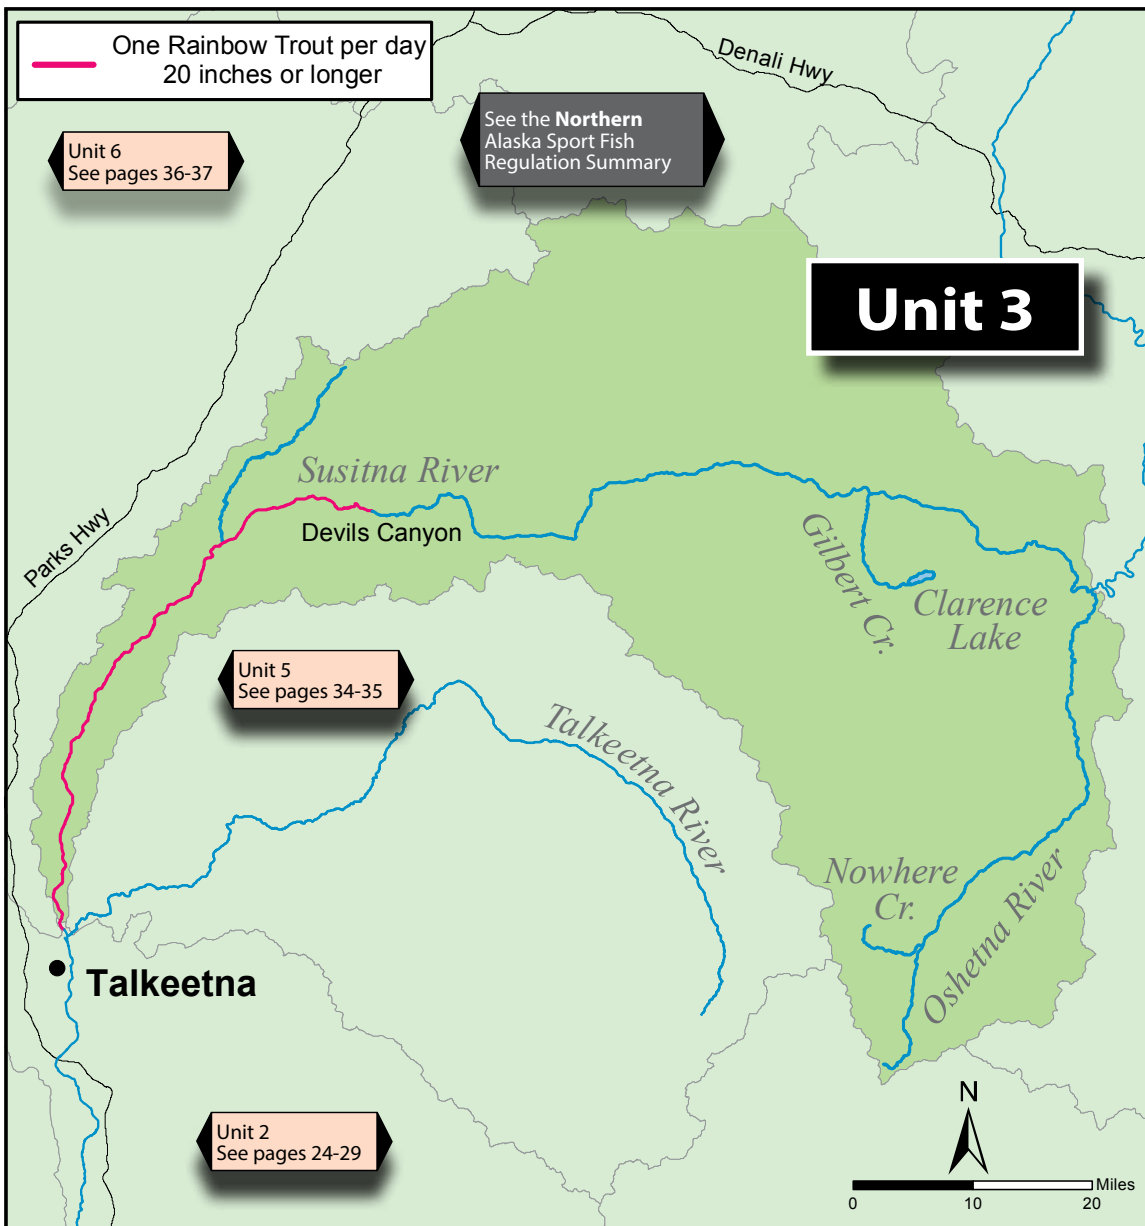 One Rainbow Trout per day
20 inches or longer
Denali Hwy
See the Northern
Alaska Sport Fish
Regulation Summary
Unit 6
See pages 36-37
Unit 3
Susitna River
Devils Canyon
Parks Hwy
Gilbert Cr.
Clarence
Lake
Unit 5
See pages 34-35
Talkeetna River
Nowhere
Cr.
Oshetna River
Talkeetna
Unit 2
See pages 24-29
N
Miles
0 10 20